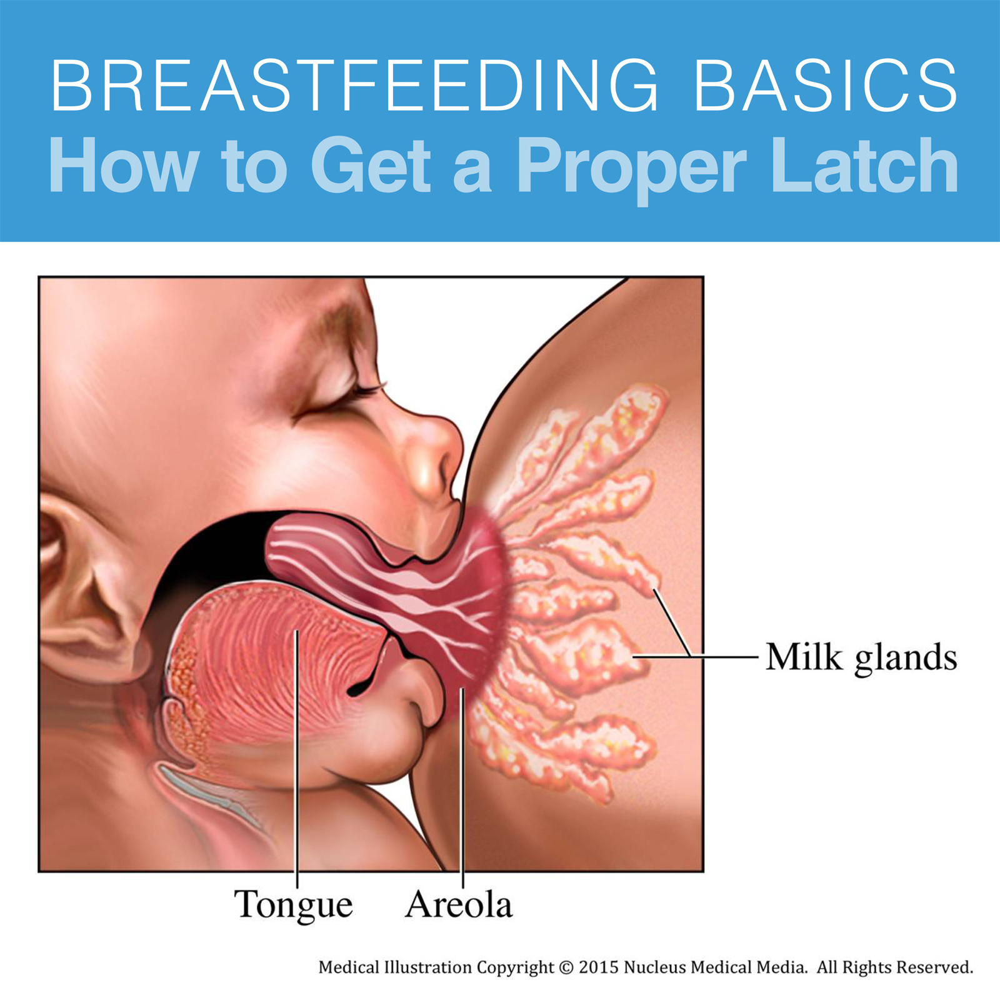 BREASTFEEDING BASICS
How to Get a Proper Latch
Milk glands
Tongue
Areola
Medical Illustration Copyright © 2015 Nucleus Medical Media. All Rights Reserved.